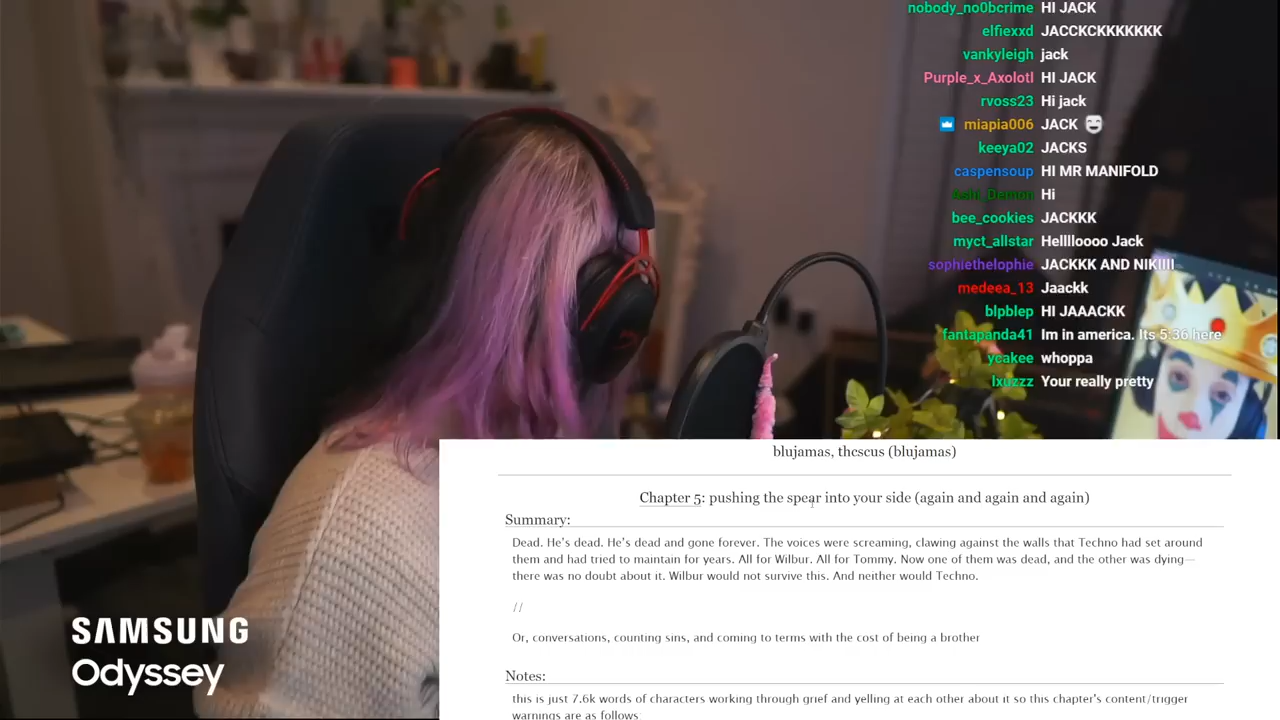 nobody_no0bcrime HI JACK
elfiexxd JACCKCKKKKKKK
vankyleigh jack
Purple_x_Axolotl HI JACK
rvoss23 Hi jack
miapia006 JACK
keeya02 JACKS
caspensoup HI MR MANIFOLD
Ashi_Demon Hi
bee_cookies JACKKK
myct_allstar Helllloooo Jack
sophiethelophie JACKKK AND NIKIIII
medeea_13 Jaackk
blpblep HI JAAACKK
fantapanda41 Im in america. Its 5:36 here
ycakee whoppa
lxuzzz Your really pretty
blujamas, thcscus (blujamas)
Chapter 5: pushing the spear into your side (again and again and again)
Summary:
Dead. He's dead. He's dead and gone forever. The voices were screaming, clawing against the walls that Techno had set around
them and had tried to maintain for years. All for Wilbur. All for Tommy. Now one of them was dead, and the other was dying—
there was no doubt about it. Wilbur would not survive this. And neither would Techno.
//
Or, conversations, counting sins, and coming to terms with the cost of being a brother
Notes:
this is just 7.6k words of characters working through grief and yelling at each other about it so this chapter's content/trigger
warnings are as follows:
SAMSUNG
Odyssey